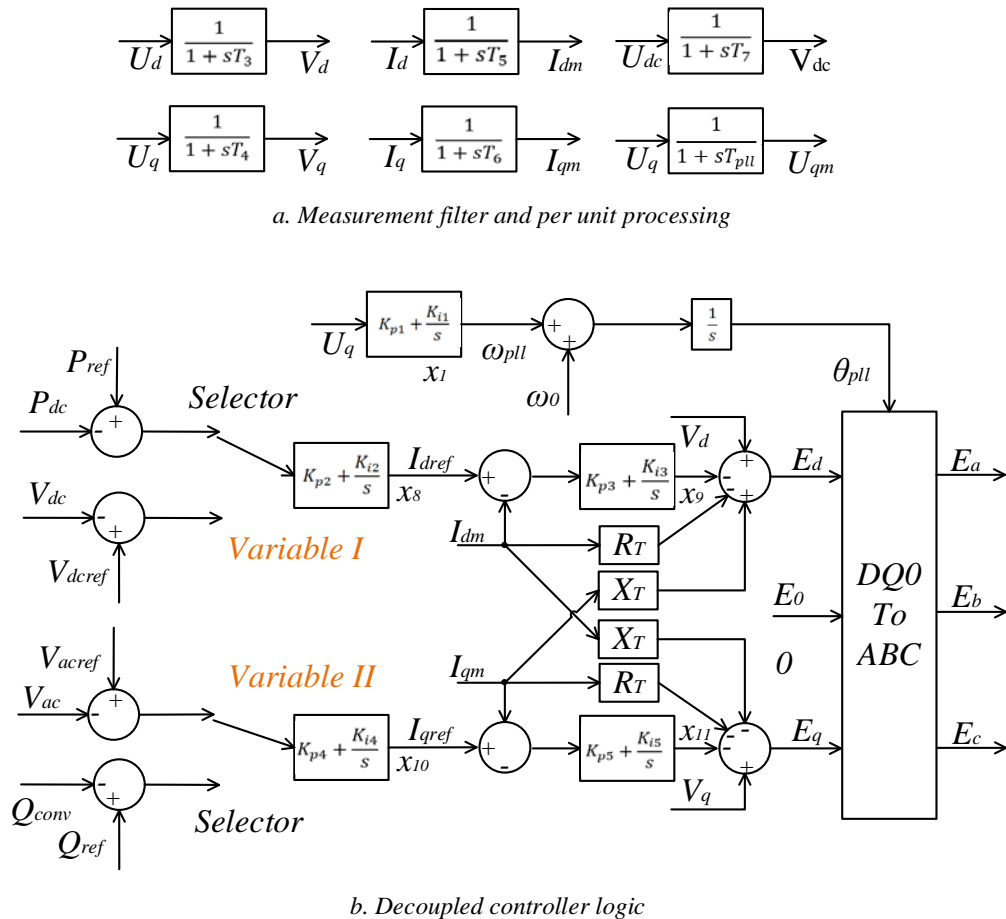 1
1 + sT3
Ud
Vd
1
1 + sT5
Id
Idm
1
1 + sT7
Udc
Vdc
1
1 + sT4
Uq
Vq
1
1 + sT6
Iq
Iqm
1
1 + sTpll
Uq
Uqm
a. Measurement filter and per unit processing
Kp1 + Ki1/s
Uq
x1
ωpll
+
+
ω0
1/s
θpll
Pref
Pdc
+
-
Selector
Kp2 + Ki2/s
Idref
x8
+
-
Kp3 + Ki3/s
x9
Vd
+
-
-
+
Ed
Vdc
-
+
Vdcref
Variable I
Idm
RT
XT
XT
RT
E0
0
DQ0
To
ABC
Ea
Eb
Ec
Vacref
Vac
+
-
Variable II
Iqm
Kp4 + Ki4/s
Iqref
x10
+
-
Kp5 + Ki5/s
x11
-
-
-
+
Eq
Vq
Qconv
-
+
Qref
Selector
b. Decoupled controller logic